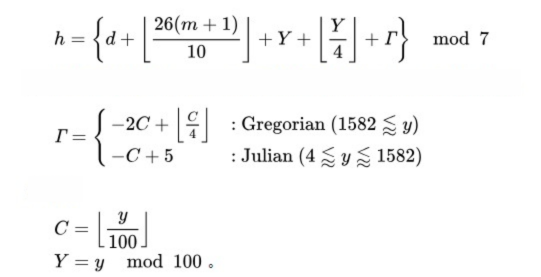 h = {d + ⌊26(m + 1)/10⌋ + Y + ⌊Y/4⌋ + Γ} mod 7
Γ = { −2C + ⌊C/4⌋ : Gregorian (1582 ≦ y)
−C + 5 : Julian (4 ≦ y ≦ 1582)
C = ⌊y/100⌋
Y = y mod 100 。